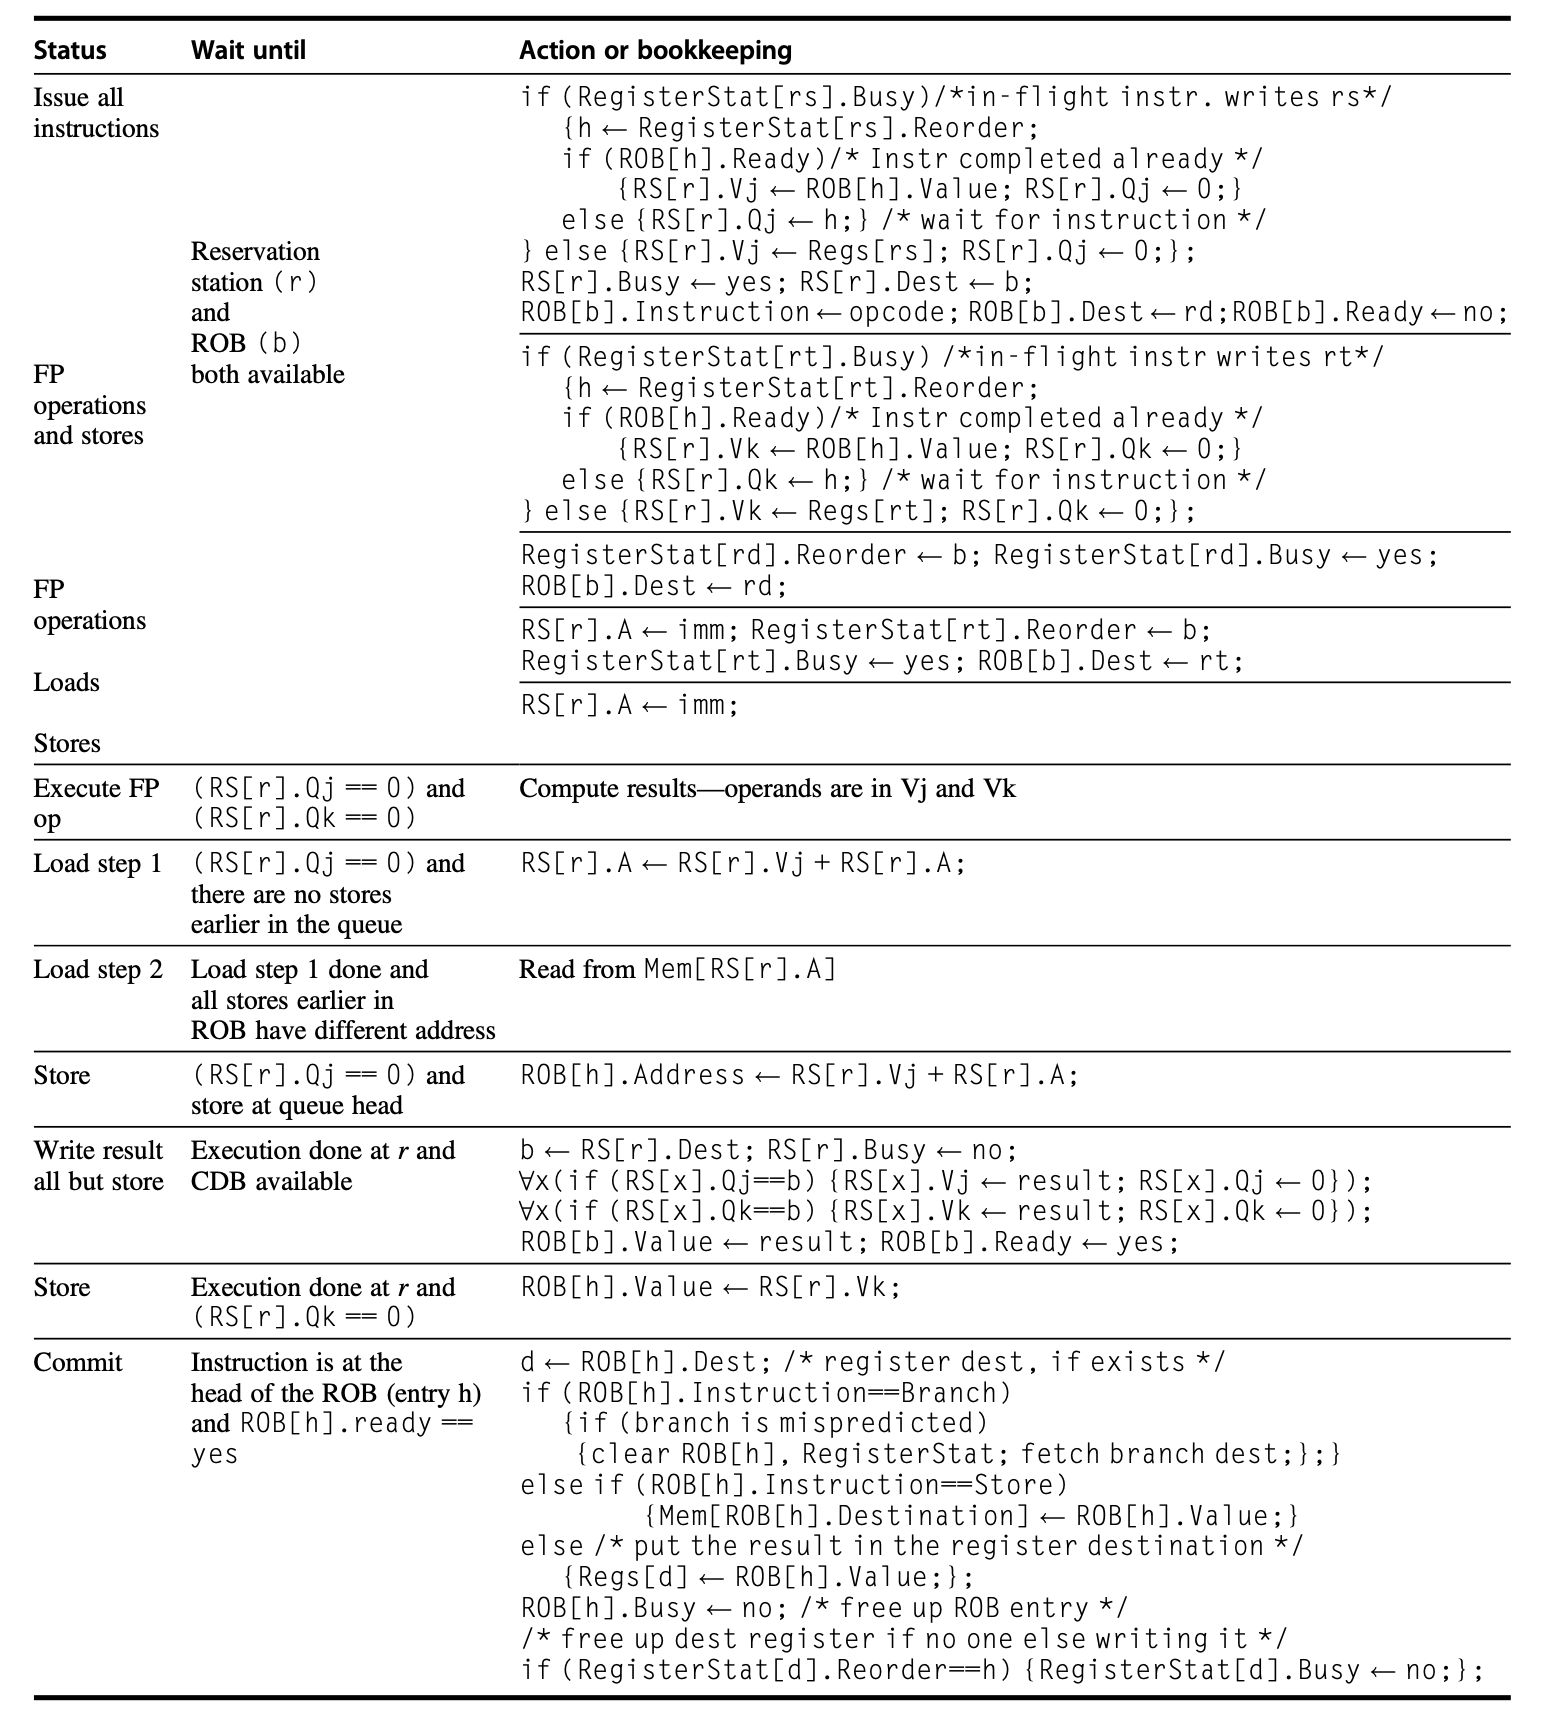 Status Wait until Action or bookkeeping
Issue all
instructions
Reservation
station (r)
and
ROB (b)
both available
if (RegisterStat[rs].Busy)/*in-flight instr. writes rs*/
{h ← RegisterStat[rs].Reorder;
if (ROB[h].Ready)/* Instr completed already */
{RS[r].Vj ← ROB[h].Value; RS[r].Qj ← 0;}
else {RS[r].Qj ← h;} /* wait for instruction */
} else {RS[r].Vj ← Regs[rs]; RS[r].Qj ← 0;};
RS[r].Busy ← yes; RS[r].Dest ← b;
ROB[b].Instruction ← opcode; ROB[b].Dest ← rd;ROB[b].Ready ← no;
FP
operations
and stores
if (RegisterStat[rt].Busy) /*in-flight instr writes rt*/
{h ← RegisterStat[rt].Reorder;
if (ROB[h].Ready)/* Instr completed already */
{RS[r].Vk ← ROB[h].Value; RS[r].Qk ← 0;}
else {RS[r].Qk ← h;} /* wait for instruction */
} else {RS[r].Vk ← Regs[rt]; RS[r].Qk ← 0;};
FP
operations
RegisterStat[rd].Reorder ← b; RegisterStat[rd].Busy ← yes;
ROB[b].Dest ← rd;
Loads
RS[r].A ← imm; RegisterStat[rt].Reorder ← b;
RegisterStat[rt].Busy ← yes; ROB[b].Dest ← rt;
Stores
RS[r].A ← imm;
Execute FP
op
(RS[r].Qj == 0) and
(RS[r].Qk == 0)
Compute results—operands are in Vj and Vk
Load step 1
(RS[r].Qj == 0) and
there are no stores
earlier in the queue
RS[r].A ← RS[r].Vj + RS[r].A;
Load step 2
Load step 1 done and
all stores earlier in
ROB have different address
Read from Mem[RS[r].A]
Store
(RS[r].Qj == 0) and
store at queue head
ROB[h].Address ← RS[r].Vj + RS[r].A;
Write result
all but store
Execution done at r and
CDB available
b ← RS[r].Dest; RS[r].Busy ← no;
∀x(if (RS[x].Qj==b) {RS[x].Vj ← result; RS[x].Qj ← 0});
∀x(if (RS[x].Qk==b) {RS[x].Vk ← result; RS[x].Qk ← 0});
ROB[b].Value ← result; ROB[b].Ready ← yes;
Store
Execution done at r and
(RS[r].Qk == 0)
ROB[h].Value ← RS[r].Vk;
Commit
Instruction is at the
head of the ROB (entry h)
and ROB[h].ready ==
yes
d ← ROB[h].Dest; /* register dest, if exists */
if (ROB[h].Instruction==Branch)
{if (branch is mispredicted)
{clear ROB[h], RegisterStat; fetch branch dest;};}
else if (ROB[h].Instruction==Store)
{Mem[ROB[h].Destination] ← ROB[h].Value;}
else /* put the result in the register destination */
{Regs[d] ← ROB[h].Value;};
ROB[h].Busy ← no; /* free up ROB entry */
/* free up dest register if no one else writing it */
if (RegisterStat[d].Reorder==h) {RegisterStat[d].Busy ← no;};